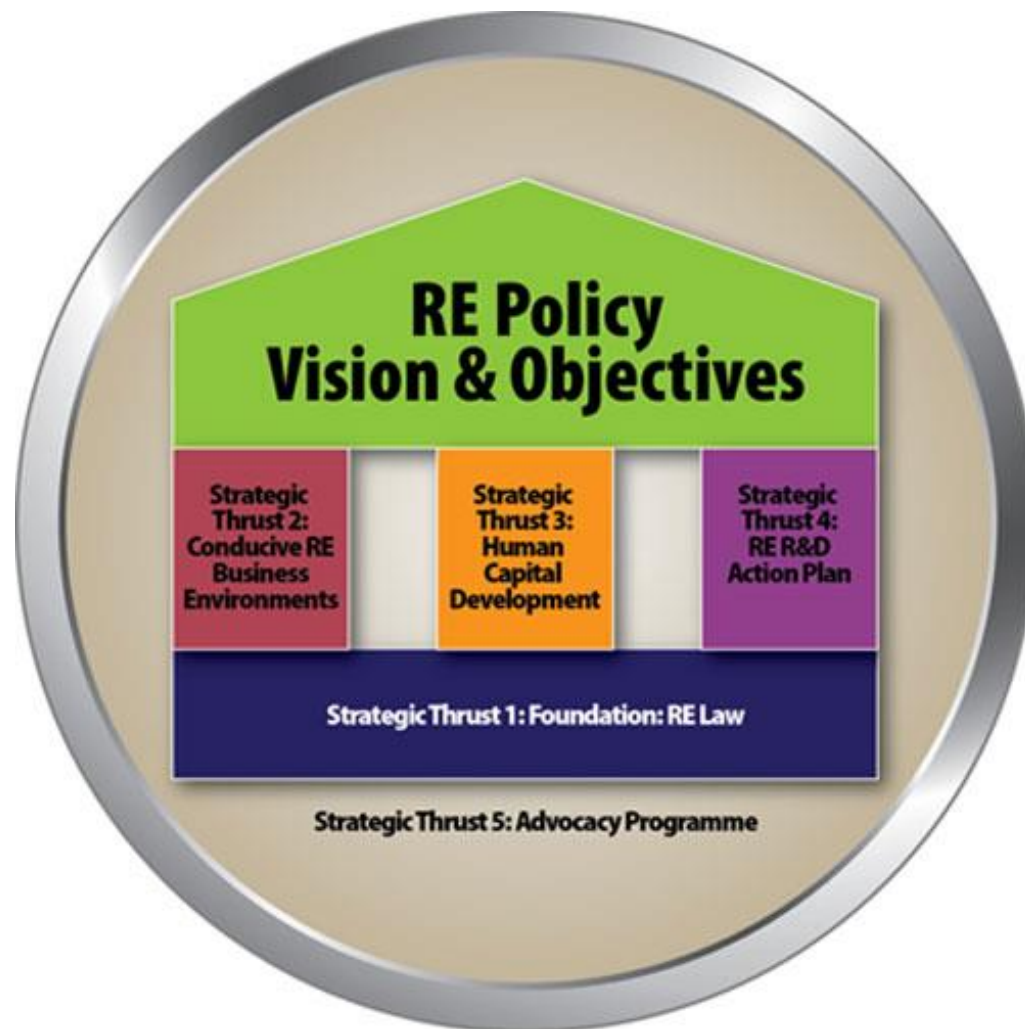 RE Policy
Vision & Objectives
Strategic
Thrust 2:
Conducive RE
Business
Environments
Strategic
Thrust 3:
Human
Capital
Development
Strategic
Thrust 4:
RE R&D
Action Plan
Strategic Thrust 1: Foundation: RE Law
Strategic Thrust 5: Advocacy Programme